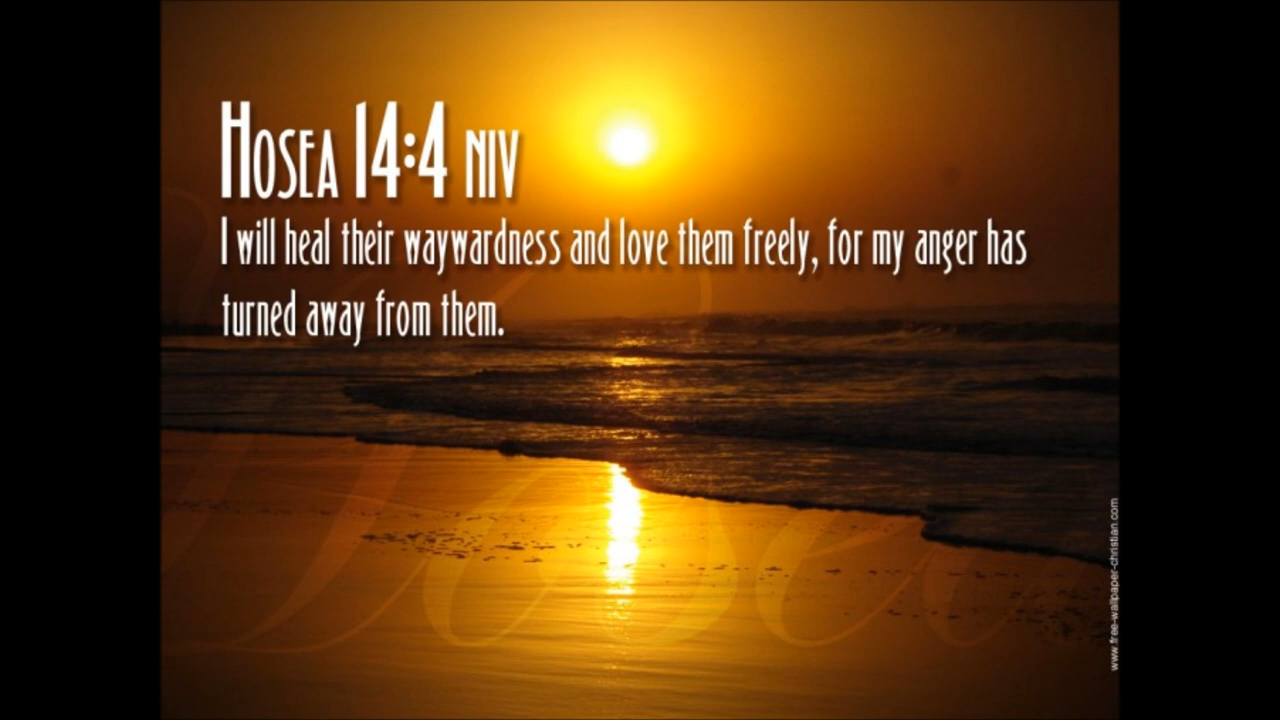 Hosea 14:4 NIV
I will heal their waywardness and love them freely, for my anger has
turned away from them.
Hosea
www.free-wallpaper-christian.com